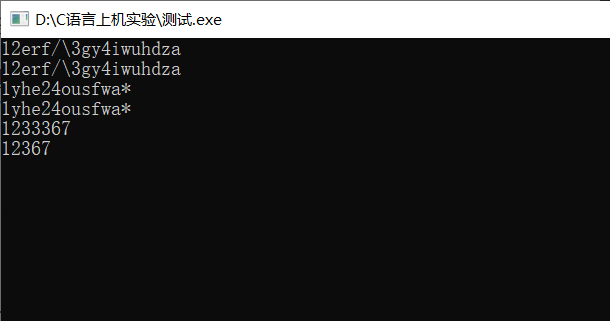 D:\C语言上机实验\测试.exe
12erf/\3gy4iwuhdza
12erf/\3gy4iwuhdza
1yhe24ousfwa*
1yhe24ousfwa*
1233367
12367